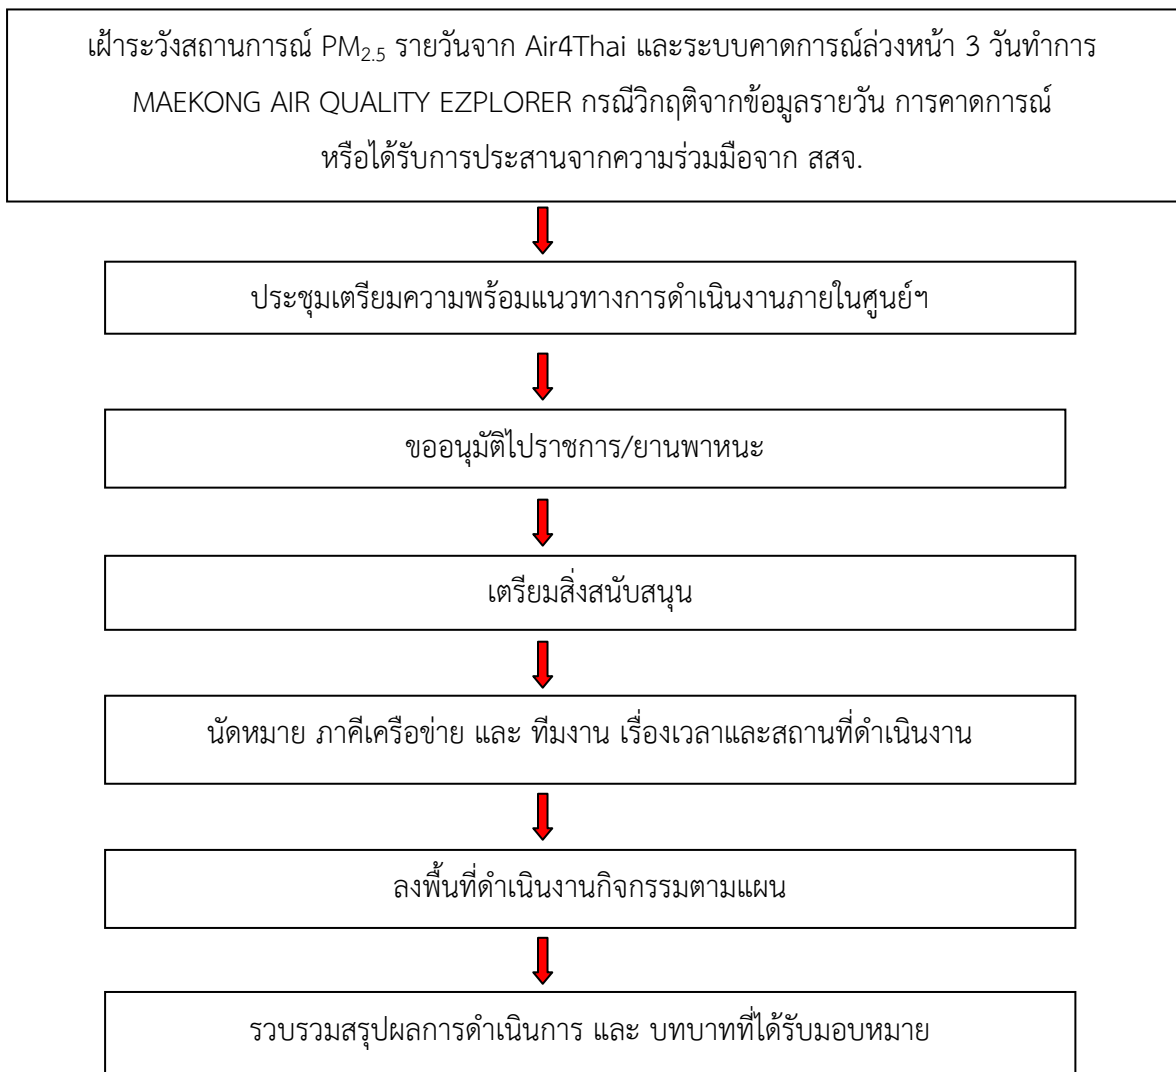 เฝ้าระวังสถานการณ์ PM2.5 รายวันจาก Air4Thai และระบบคาดการณ์ล่วงหน้า 3 วันทำการ
MAEKONG AIR QUALITY EZPLORER กรณีวิกฤติจากข้อมูลรายวัน การคาดการณ์
หรือได้รับการประสานจากความร่วมมือจาก สสจ.
ประชุมเตรียมความพร้อมแนวทางการดำเนินงานภายในศูนย์ฯ
ขออนุมัติไปราชการ/ยานพาหนะ
เตรียมสิ่งสนับสนุน
นัดหมาย ภาคีเครือข่าย และ ทีมงาน เรื่องเวลาและสถานที่ดำเนินงาน
ลงพื้นที่ดำเนินงานกิจกรรมตามแผน
รวบรวมสรุปผลการดำเนินการ และ บทบาทที่ได้รับมอบหมาย